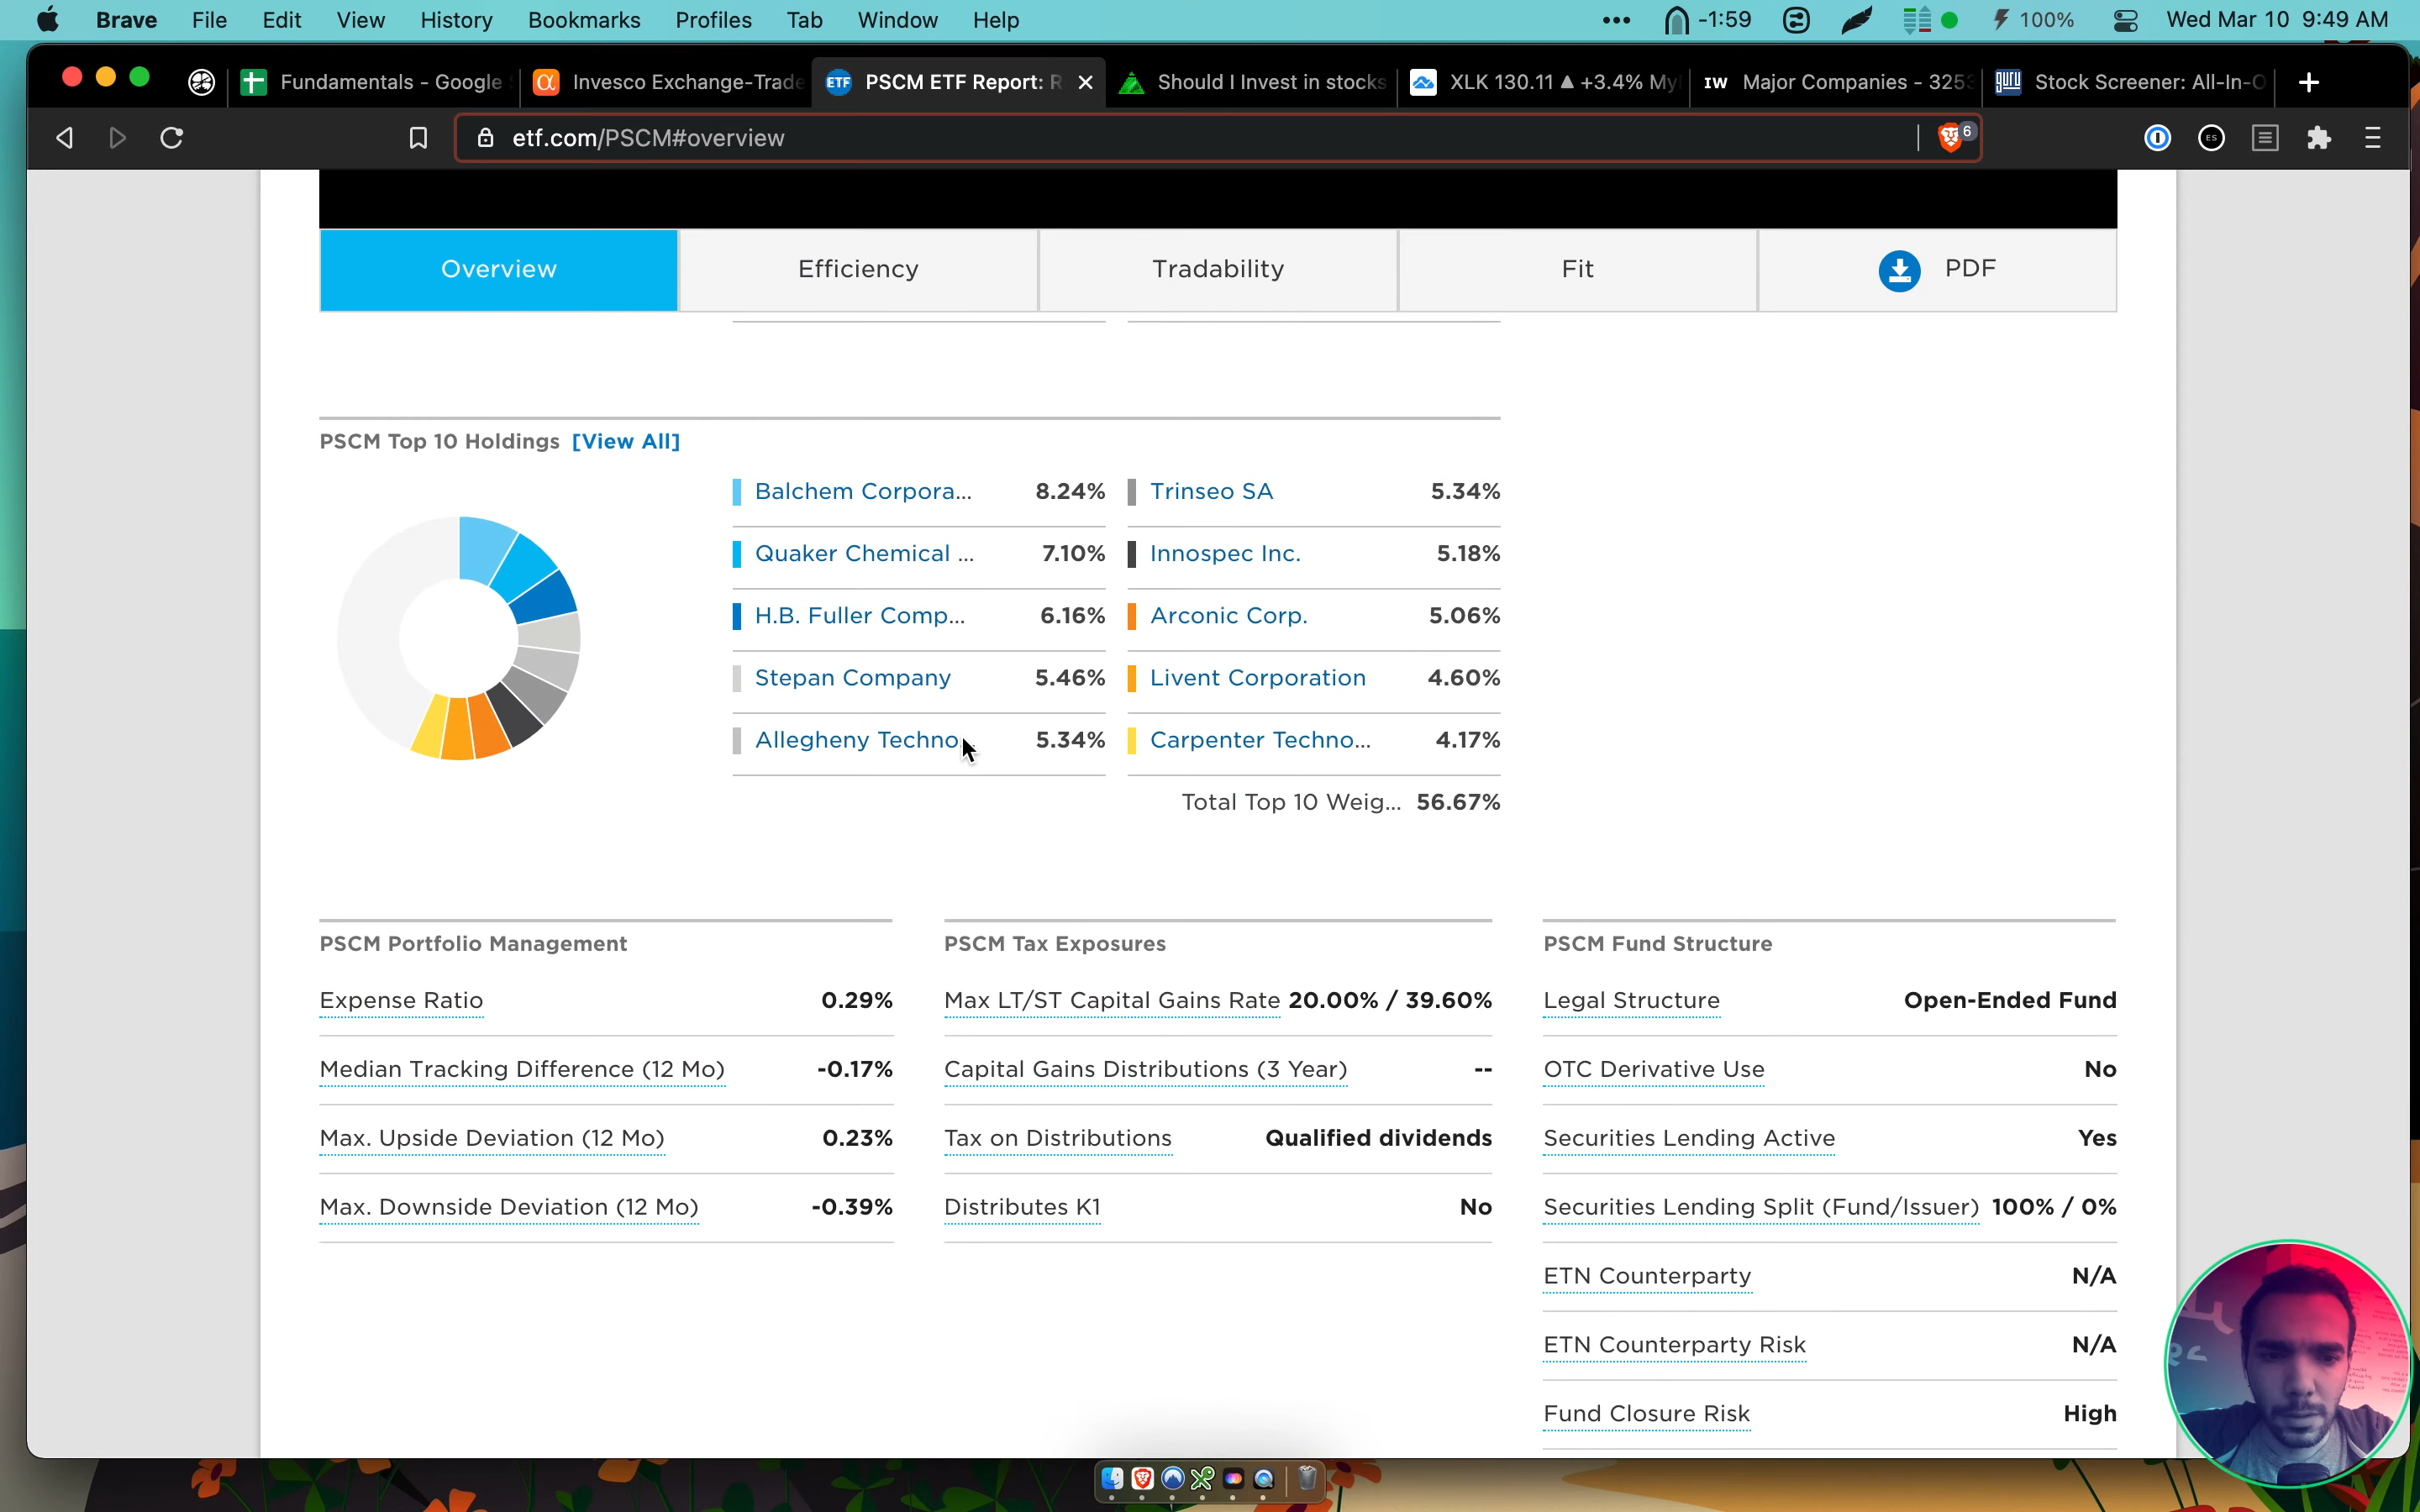 Brave File Edit View History Bookmarks Profiles Tab Window Help ••• -1:59 100% Wed Mar 10 9:49 AM
Fundamentals - Google Invesco Exchange-Trade ETF PSCM ETF Report: R Should I Invest in stocks XLK 130.11 ▲ +3.4% My IW Major Companies - 3253 guru Stock Screener: All-In-O
etf.com/PSCM#overview 6 ES
Overview Efficiency Tradability Fit PDF
PSCM Top 10 Holdings [View All]
Balchem Corpora... 8.24% Trinseo SA 5.34%
Quaker Chemical ... 7.10% Innospec Inc. 5.18%
H.B. Fuller Comp... 6.16% Arconic Corp. 5.06%
Stepan Company 5.46% Livent Corporation 4.60%
Allegheny Techno 5.34% Carpenter Techno... 4.17%
Total Top 10 Weig... 56.67%
PSCM Portfolio Management
Expense Ratio 0.29%
Median Tracking Difference (12 Mo) -0.17%
Max. Upside Deviation (12 Mo) 0.23%
Max. Downside Deviation (12 Mo) -0.39%
PSCM Tax Exposures
Max LT/ST Capital Gains Rate 20.00% / 39.60%
Capital Gains Distributions (3 Year) --
Tax on Distributions Qualified dividends
Distributes K1 No
PSCM Fund Structure
Legal Structure Open-Ended Fund
OTC Derivative Use No
Securities Lending Active Yes
Securities Lending Split (Fund/Issuer) 100% / 0%
ETN Counterparty N/A
ETN Counterparty Risk N/A
Fund Closure Risk High